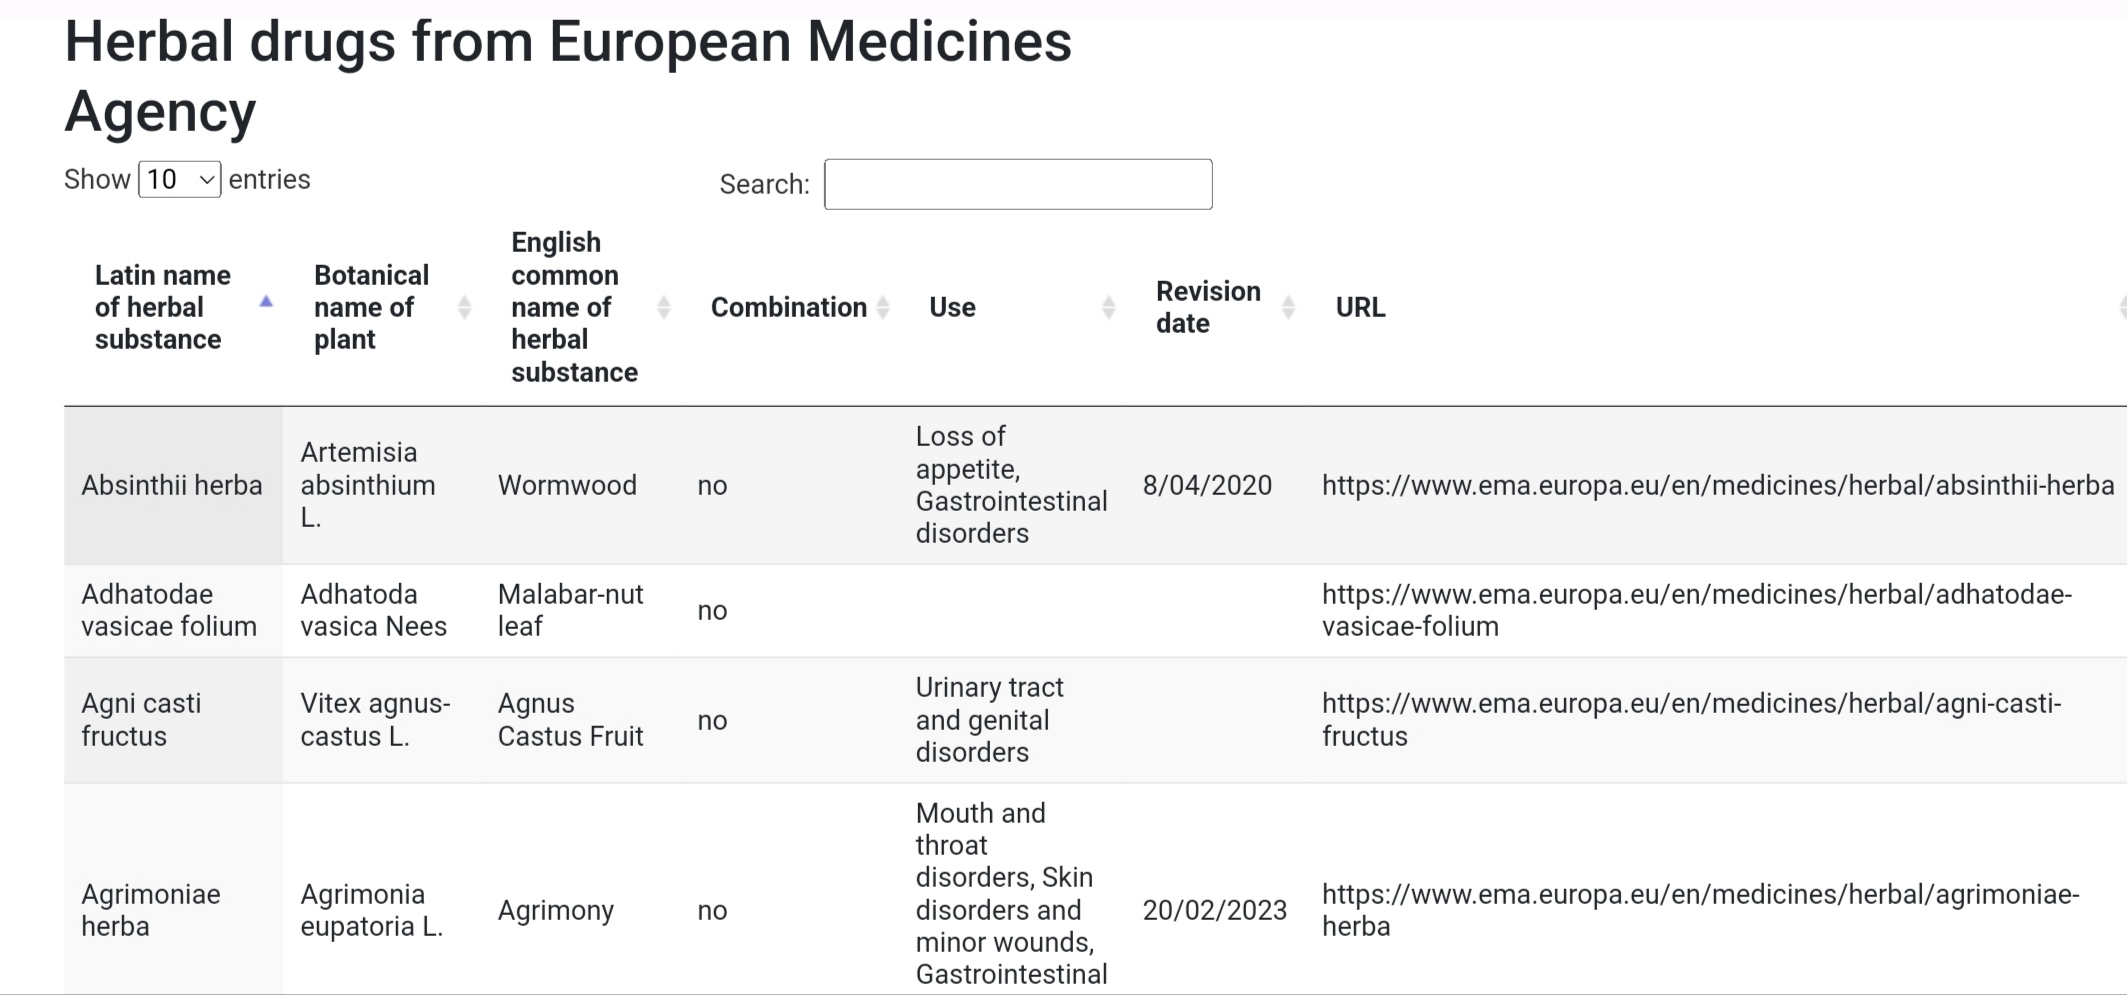 Herbal drugs from European Medicines
Agency
Show 10 entries
Search:
Latin name
of herbal
substance
Botanical
name of
plant
English
common
name of
herbal
substance
Combination
Use
Revision
date
URL
Absinthii herba
Artemisia
absinthium
L.
Wormwood
no
Loss of
appetite,
Gastrointestinal
disorders
8/04/2020
https://www.ema.europa.eu/en/medicines/herbal/absinthii-herba
Adhatodae
vasicae folium
Adhatoda
vasica Nees
Malabar-nut
leaf
no
https://www.ema.europa.eu/en/medicines/herbal/adhatodae-
vasicae-folium
Agni casti
fructus
Vitex agnus-
castus L.
Agnus
Castus Fruit
no
Urinary tract
and genital
disorders
https://www.ema.europa.eu/en/medicines/herbal/agni-casti-
fructus
Agrimoniae
herba
Agrimonia
eupatoria L.
Agrimony
no
Mouth and
throat
disorders, Skin
disorders and
minor wounds,
Gastrointestinal
20/02/2023
https://www.ema.europa.eu/en/medicines/herbal/agrimoniae-
herba